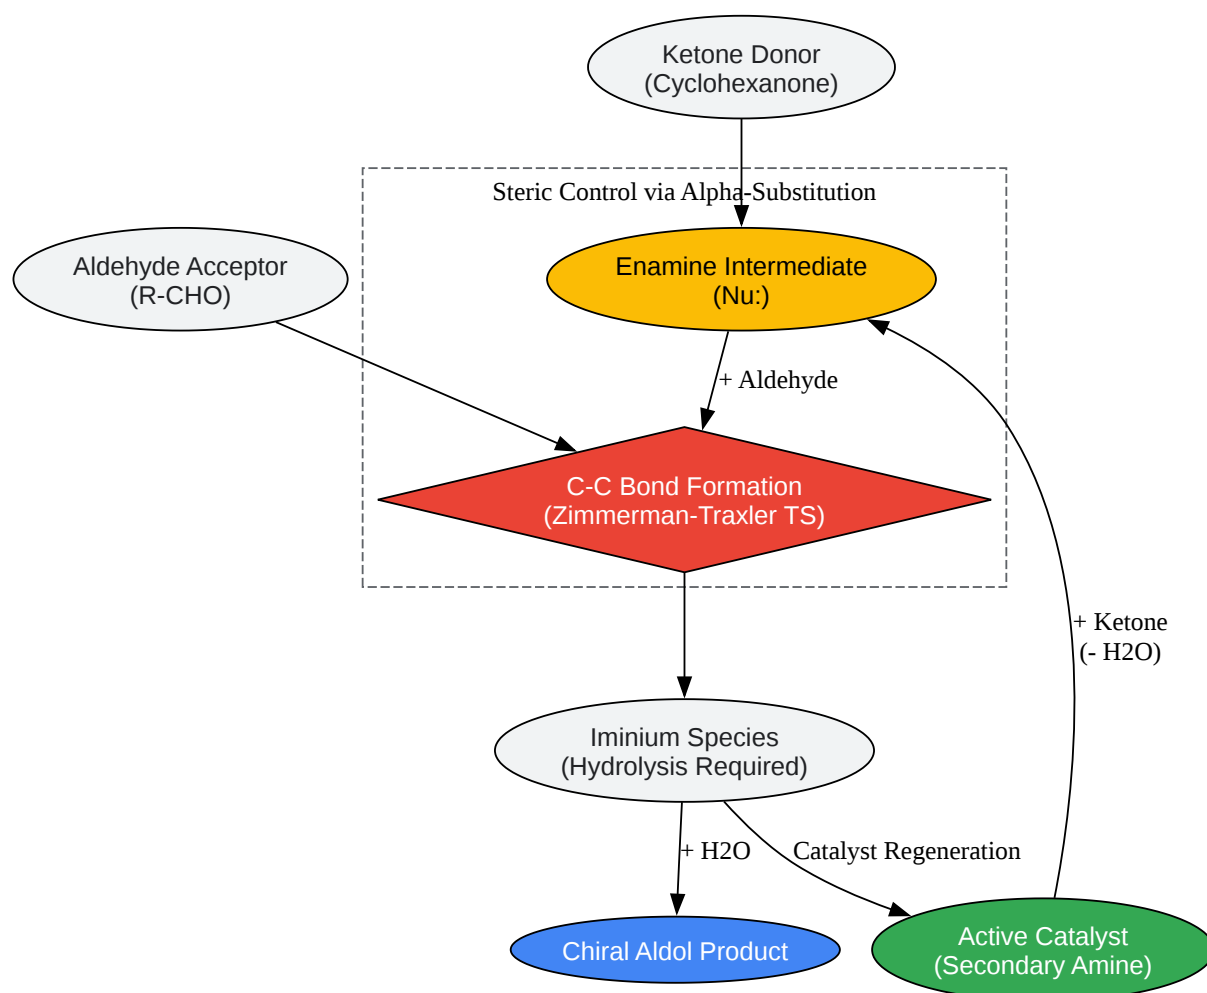 Ketone Donor
(Cyclohexanone)
Steric Control via Alpha-Substitution
Aldehyde Acceptor
(R-CHO)
Enamine Intermediate
(Nu:)
+ Aldehyde
C-C Bond Formation
(Zimmerman-Traxler TS)
+ Ketone
(- H2O)
Iminium Species
(Hydrolysis Required)
+ H2O
Catalyst Regeneration
Chiral Aldol Product
Active Catalyst
(Secondary Amine)